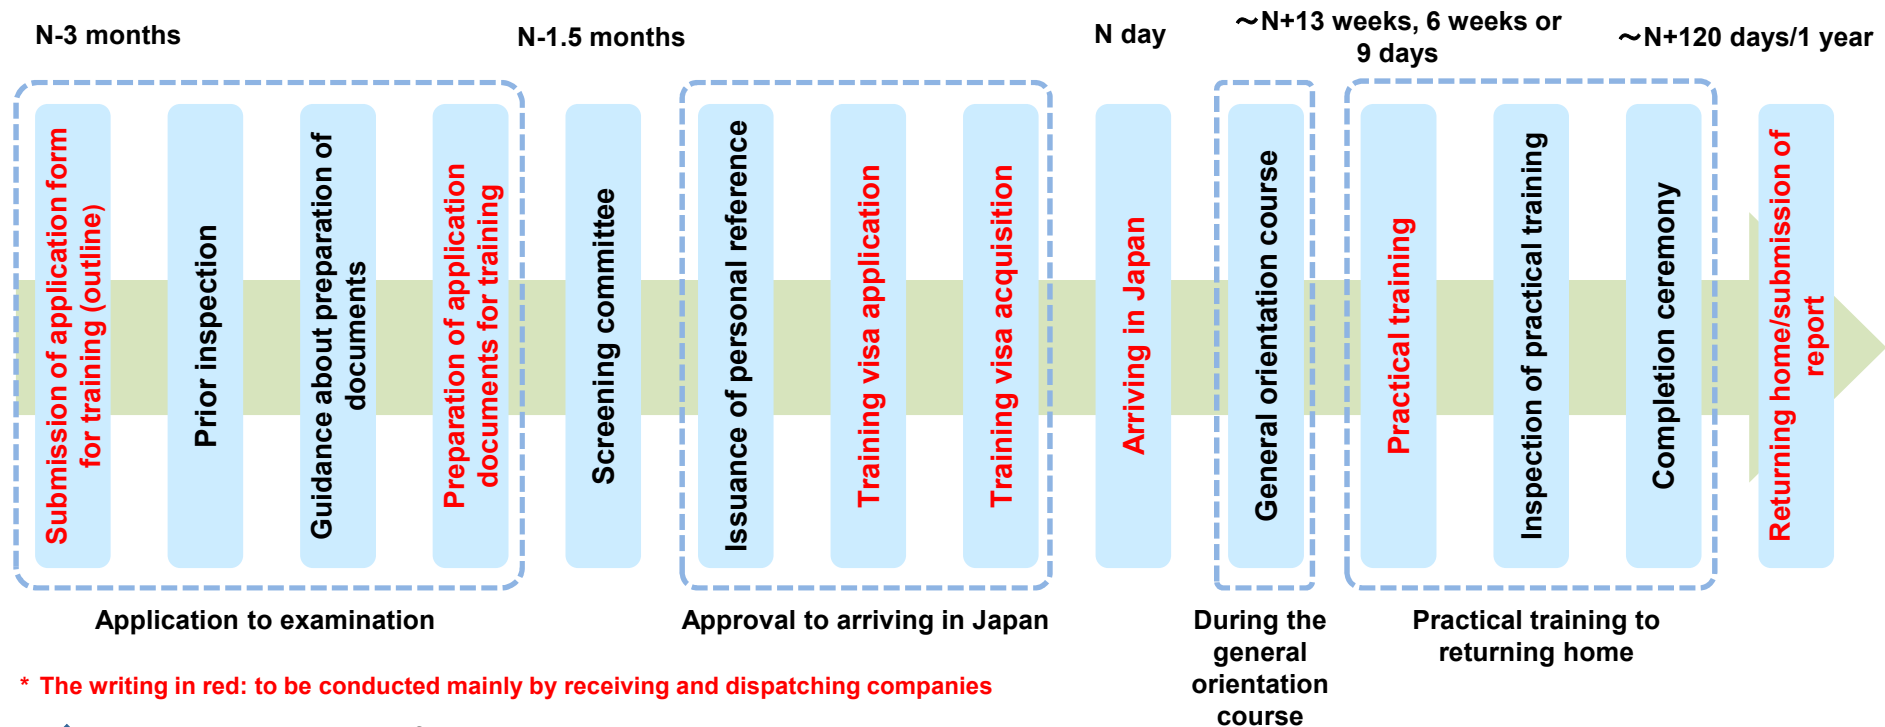 N-3 months
N-1.5 months
N day
～N+13 weeks, 6 weeks or
9 days
～N+120 days/1 year
Submission of application form
for training (outline)
Prior inspection
Guidance about preparation of
documents
Preparation of application
documents for training
Screening committee
Issuance of personal reference
Training visa application
Training visa acquisition
Arriving in Japan
General orientation course
Practical training
Inspection of practical training
Completion ceremony
Returning home/submission of
report
Application to examination
Approval to arriving in Japan
During the
general
orientation
course
Practical training to
returning home
* The writing in red: to be conducted mainly by receiving and dispatching companies